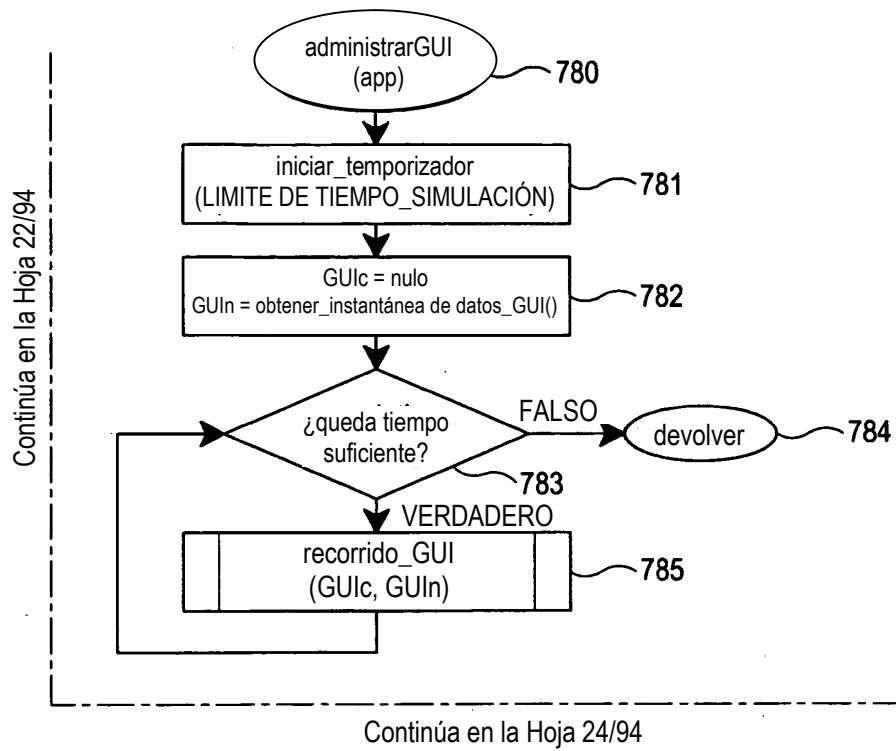 administrarGUI
(app)
780
iniciar_temporizador
(LIMITE DE TIEMPO_SIMULACIÓN)
781
GUIc = nulo
GUIn = obtener_instantánea de datos_GUI()
782
¿queda tiempo
suficiente?
783
FALSO
devolver
784
VERDADERO
recorrido_GUI
(GUIc, GUIn)
785
Continúa en la Hoja 22/94
Continúa en la Hoja 24/94